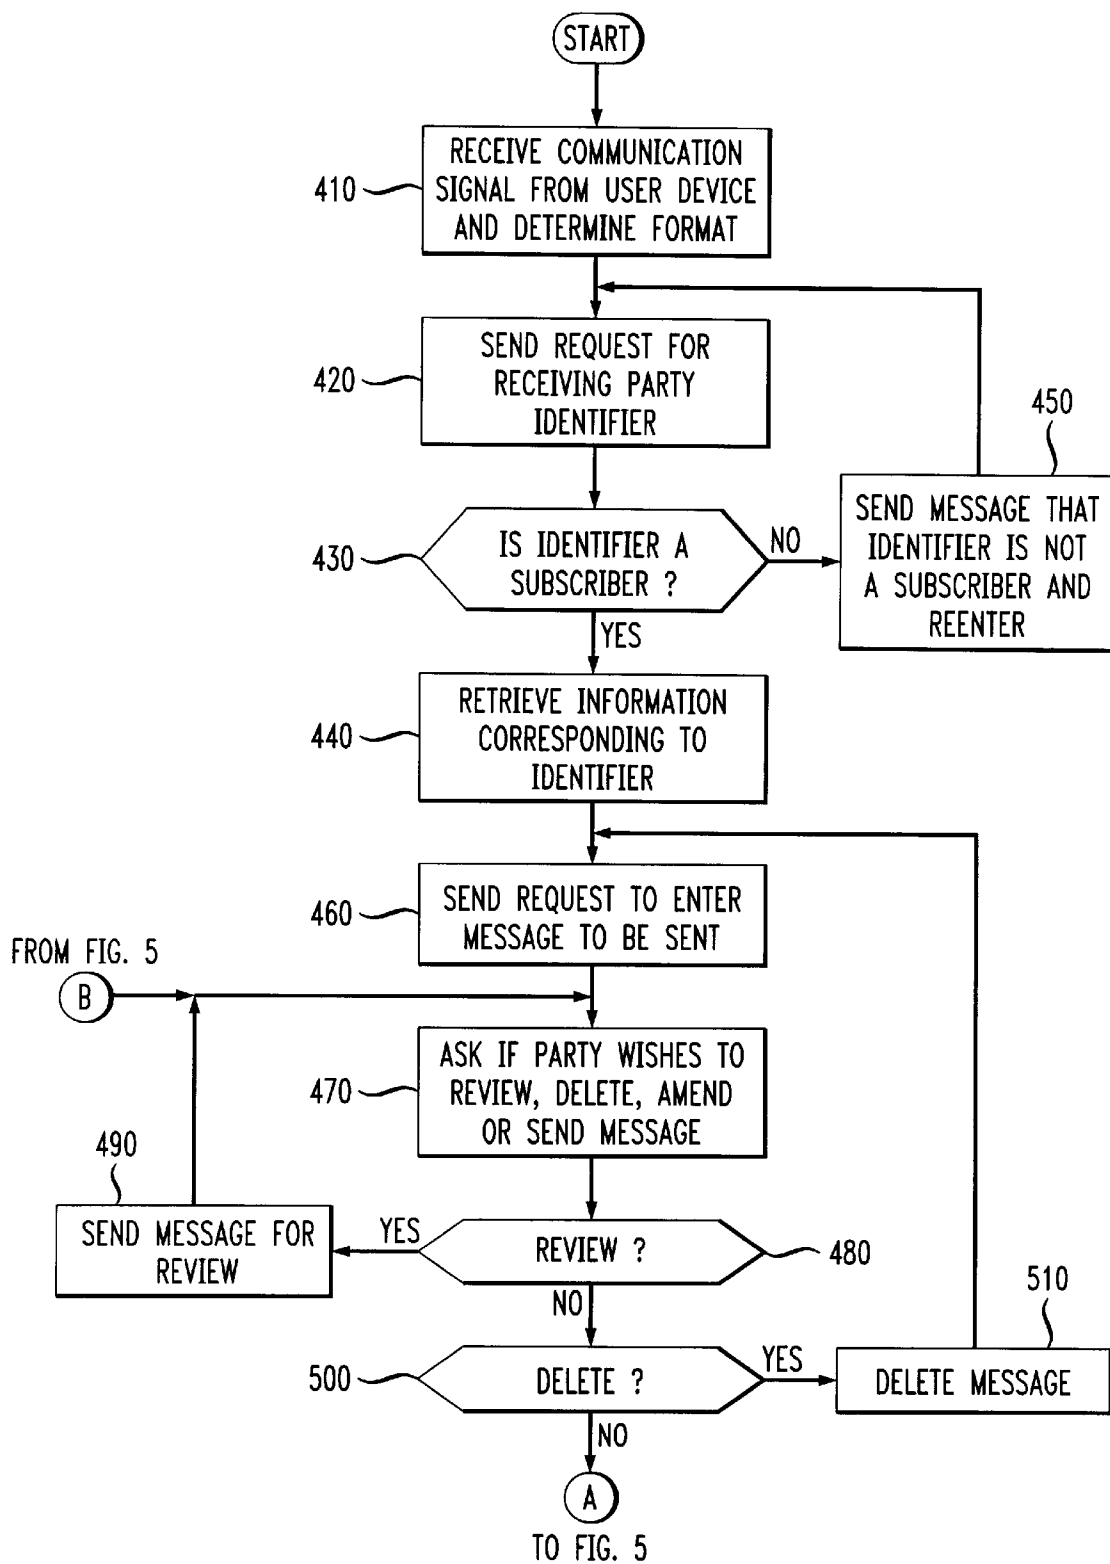 START
RECEIVE COMMUNICATION
SIGNAL FROM USER DEVICE
AND DETERMINE FORMAT
410
SEND REQUEST FOR
RECEIVING PARTY
IDENTIFIER
420
450
SEND MESSAGE THAT
IDENTIFIER IS NOT
A SUBSCRIBER AND
REENTER
IS IDENTIFIER A
SUBSCRIBER ?
430
NO
YES
RETRIEVE INFORMATION
CORRESPONDING TO
IDENTIFIER
440
SEND REQUEST TO ENTER
MESSAGE TO BE SENT
460
FROM FIG. 5
B
ASK IF PARTY WISHES TO
REVIEW, DELETE, AMEND
OR SEND MESSAGE
470
490
SEND MESSAGE FOR
REVIEW
YES
REVIEW ?
480
NO
510
500
DELETE ?
YES
DELETE MESSAGE
NO
A
TO FIG. 5